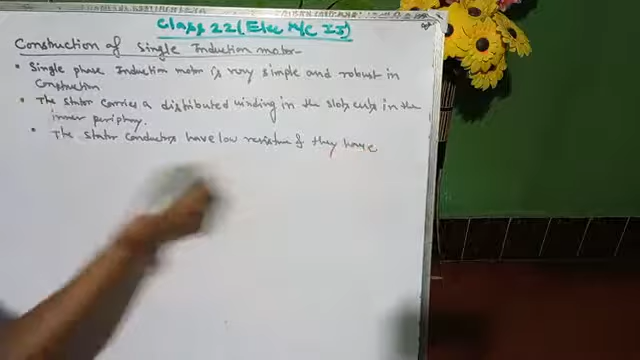 Class 22 (Elec M/C II)
Construction of Single Induction motor-
• Single phase Induction motor is very simple and robust in
Construction
• The stator carries a distributed winding in the slots cuts in the
inner periphery.
• The Stator Conductors have low resistance & they have